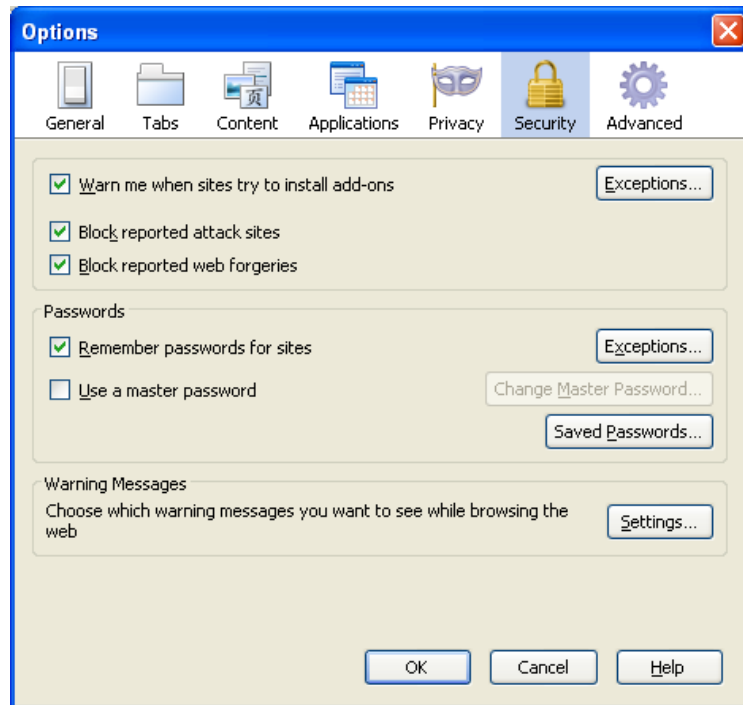 Options
General Tabs Content Applications Privacy Security Advanced
页
Warn me when sites try to install add-ons Exceptions...
Block reported attack sites
Block reported web forgeries
Passwords
Remember passwords for sites Exceptions...
Use a master password Change Master Password...
Saved Passwords...
Warning Messages
Choose which warning messages you want to see while browsing the
web
Settings...
OK Cancel Help